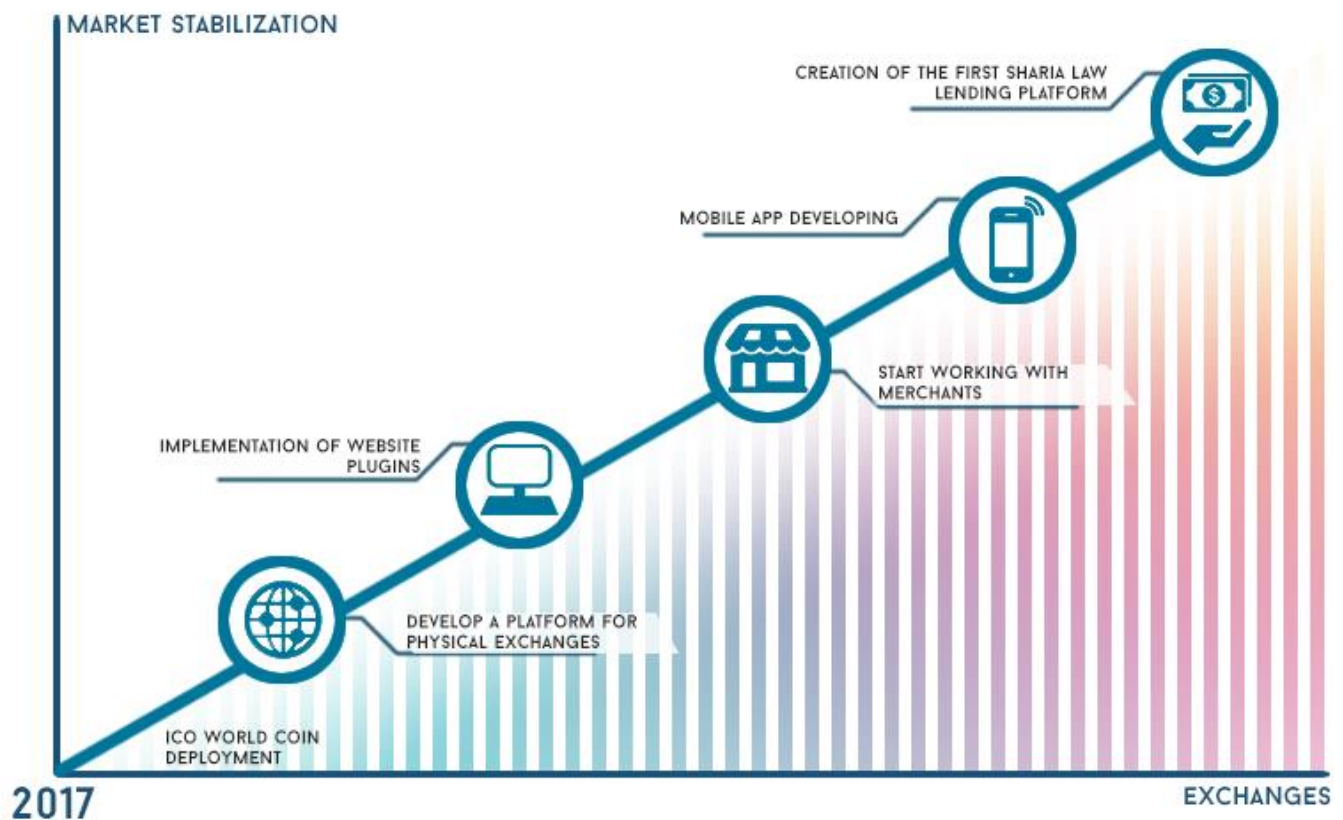 MARKET STABILIZATION
CREATION OF THE FIRST SHARIA LAW
LENDING PLATFORM
MOBILE APP DEVELOPING
START WORKING WITH
MERCHANTS
IMPLEMENTATION OF WEBSITE
PLUGINS
DEVELOP A PLATFORM FOR
PHYSICAL EXCHANGES
ICO WORLD COIN
DEPLOYMENT
2017
EXCHANGES